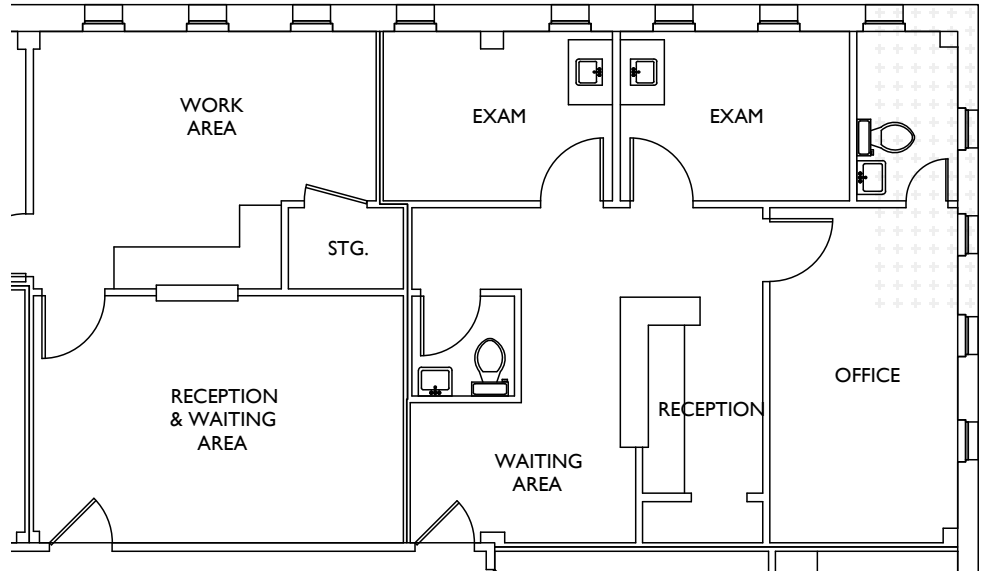 WORK
AREA
EXAM
EXAM
STG.
RECEPTION
& WAITING
AREA
OFFICE
RECEPTION
WAITING
AREA